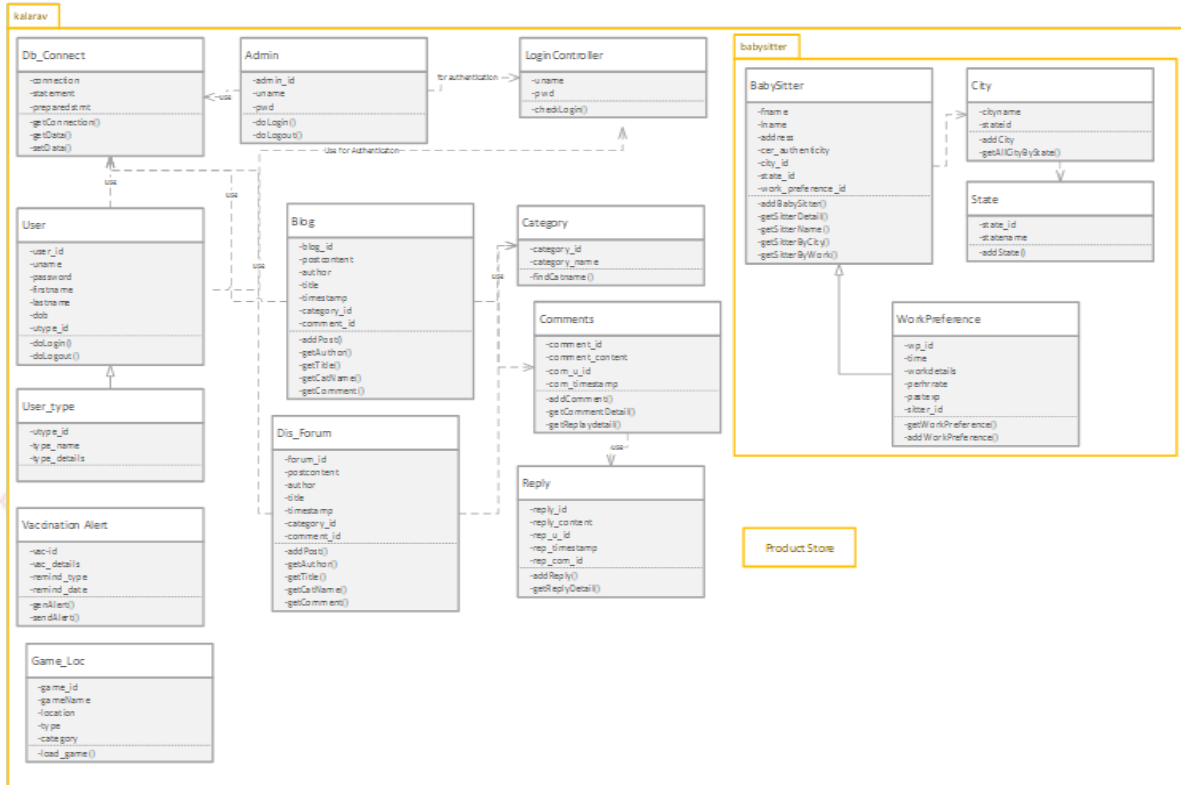 kalarav
Db_Connect
-connection
-statement
-preparedstmt
-getConnection()
-getData()
-setData()
Admin
-admin_id
-uname
-pwd
-doLogin()
-doLogout()
LoginController
-uname
-pwd
-checkLogin()
use
for authentication
Use for Authentication
use
use
use
use
User
-user_id
-uname
-password
-firstname
-lastname
-dob
-utype_id
-doLogin()
-doLogout()
User_type
-utype_id
-type_name
-type_details
Vaccination Alert
-vac-id
-vac_details
-remind_type
-remind_date
-genAlert()
-sendAlert()
Game_Loc
-game_id
-gameName
-location
-type
-category
-load_game()
Blog
-blog_id
-postcontent
-author
-title
-timestamp
-category_id
-comment_id
-addPost()
-getAuthor()
-getTitle()
-getCatName()
-getComment()
Dis_Forum
-forum_id
-postcontent
-author
-title
-timestamp
-category_id
-comment_id
-addPost()
-getAuthor()
-getTitle()
-getCatName()
-getComment()
Category
-category_id
-category_name
-findCatname()
Comments
-comment_id
-comment_content
-com_u_id
-com_timestamp
-addComment()
-getCommentDetail()
-getReplaydetail()
use
Reply
-reply_id
-reply_content
-rep_u_id
-rep_timestamp
-rep_com_id
-addReply()
-getReplyDetail()
babysitter
BabySitter
-fname
-lname
-address
-cer_authenticity
-city_id
-state_id
-work_preference_id
-addBabySitter()
-getSitterDetail()
-getSitterName()
-getSitterByCity()
-getSitterByWork()
City
-cityname
-stateid
-addCity
-getAllCityByState()
State
-state_id
-statename
-addState()
WorkPreference
-wp_id
-time
-workdetails
-perhrrate
-pastexp
-sitter_id
-getWorkPreference()
-addWorkPreference()
Product Store